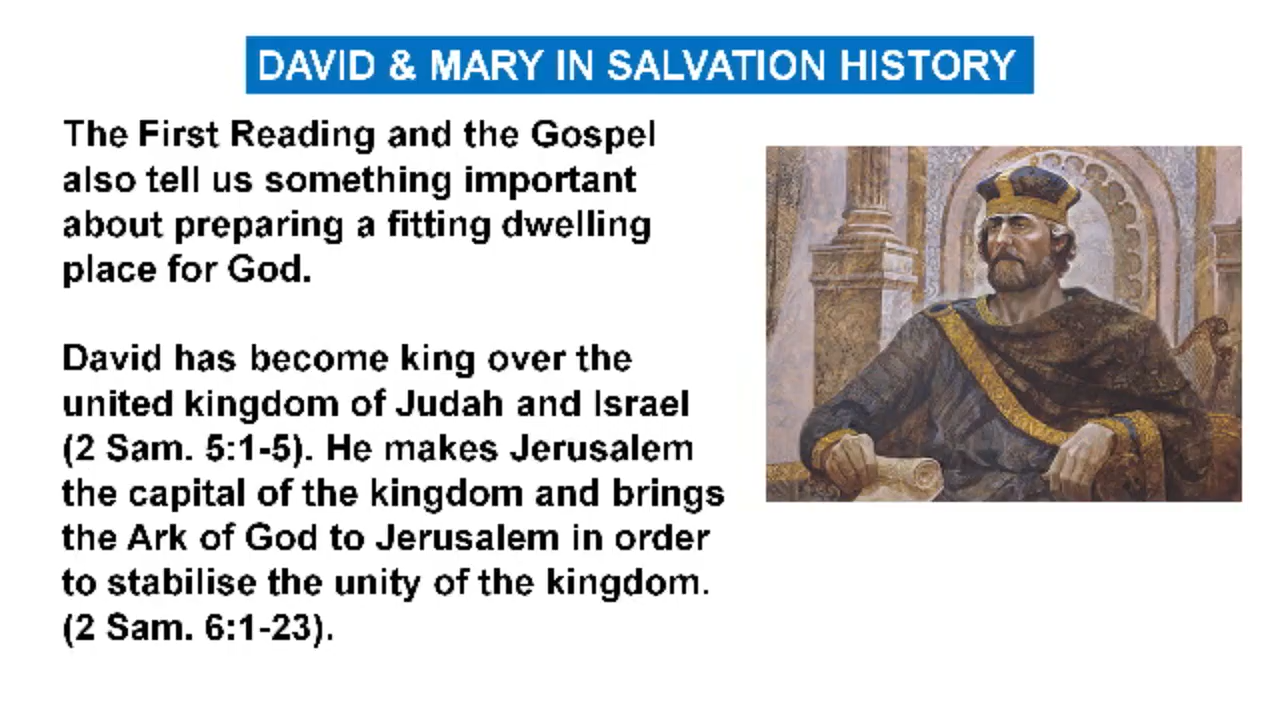 DAVID & MARY IN SALVATION HISTORY
The First Reading and the Gospel
also tell us something important
about preparing a fitting dwelling
place for God.
David has become king over the
united kingdom of Judah and Israel
(2 Sam. 5:1-5). He makes Jerusalem
the capital of the kingdom and brings
the Ark of God to Jerusalem in order
to stabilise the unity of the kingdom.
(2 Sam. 6:1-23).